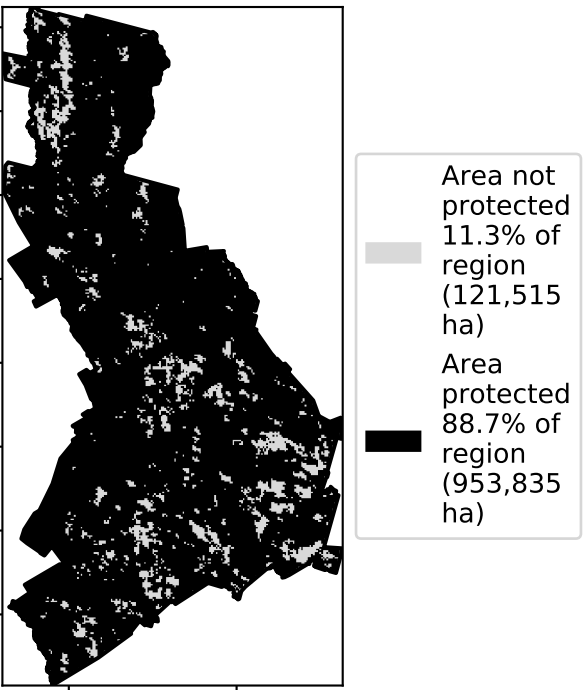 Area not
protected
11.3% of
region
(121,515
ha)
Area
protected
88.7% of
region
(953,835
ha)